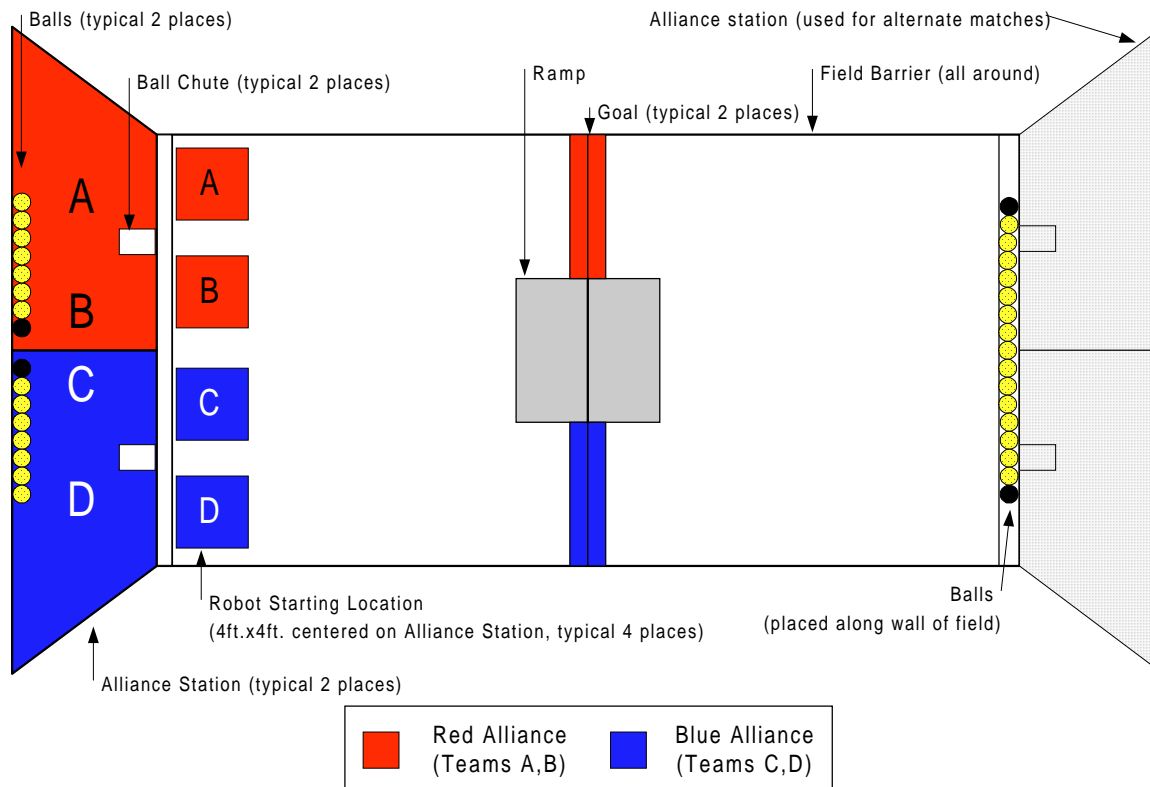 Balls (typical 2 places)
Alliance station (used for alternate matches)
Ball Chute (typical 2 places)
Ramp
Field Barrier (all around)
Goal (typical 2 places)
A
A
B
B
C
C
D
D
Robot Starting Location
(4ft.x4ft. centered on Alliance Station, typical 4 places)
Balls
(placed along wall of field)
Alliance Station (typical 2 places)
Red Alliance
(Teams A,B)
Blue Alliance
(Teams C,D)